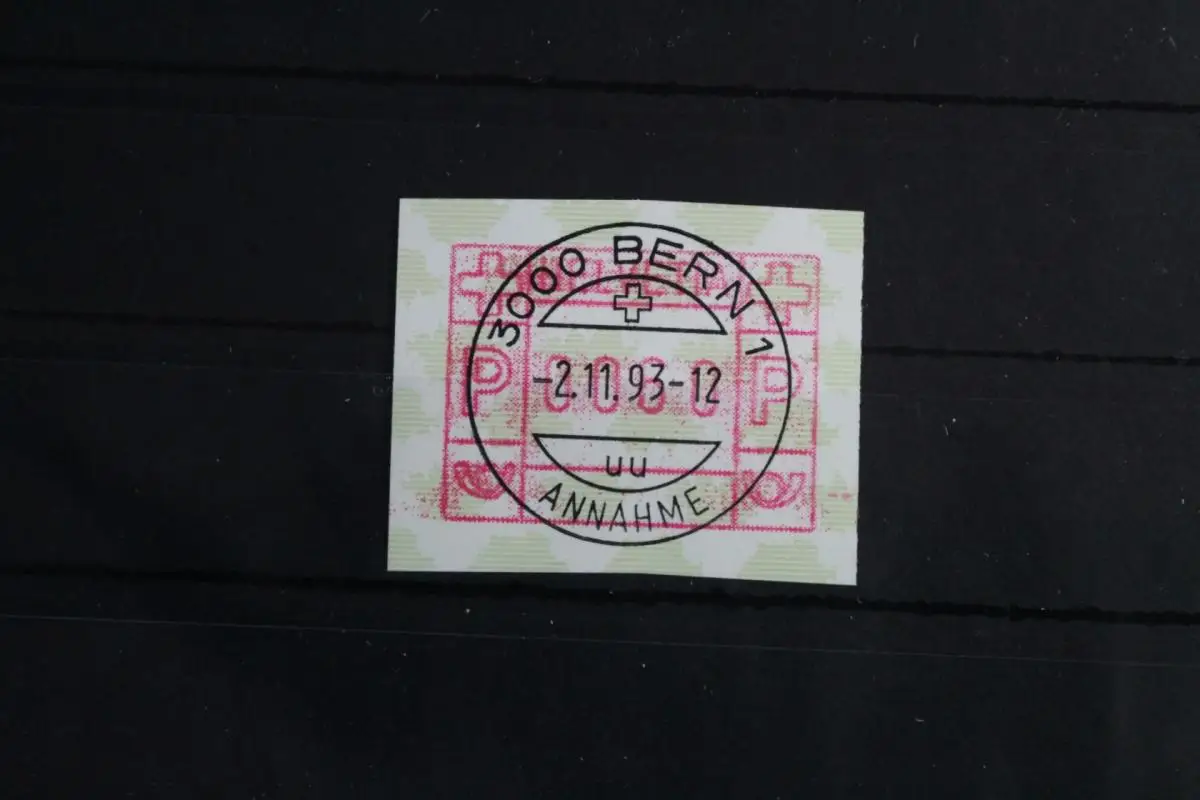 3000 BERN 1
P -2.11.93-12 P
uu
ANNAHME